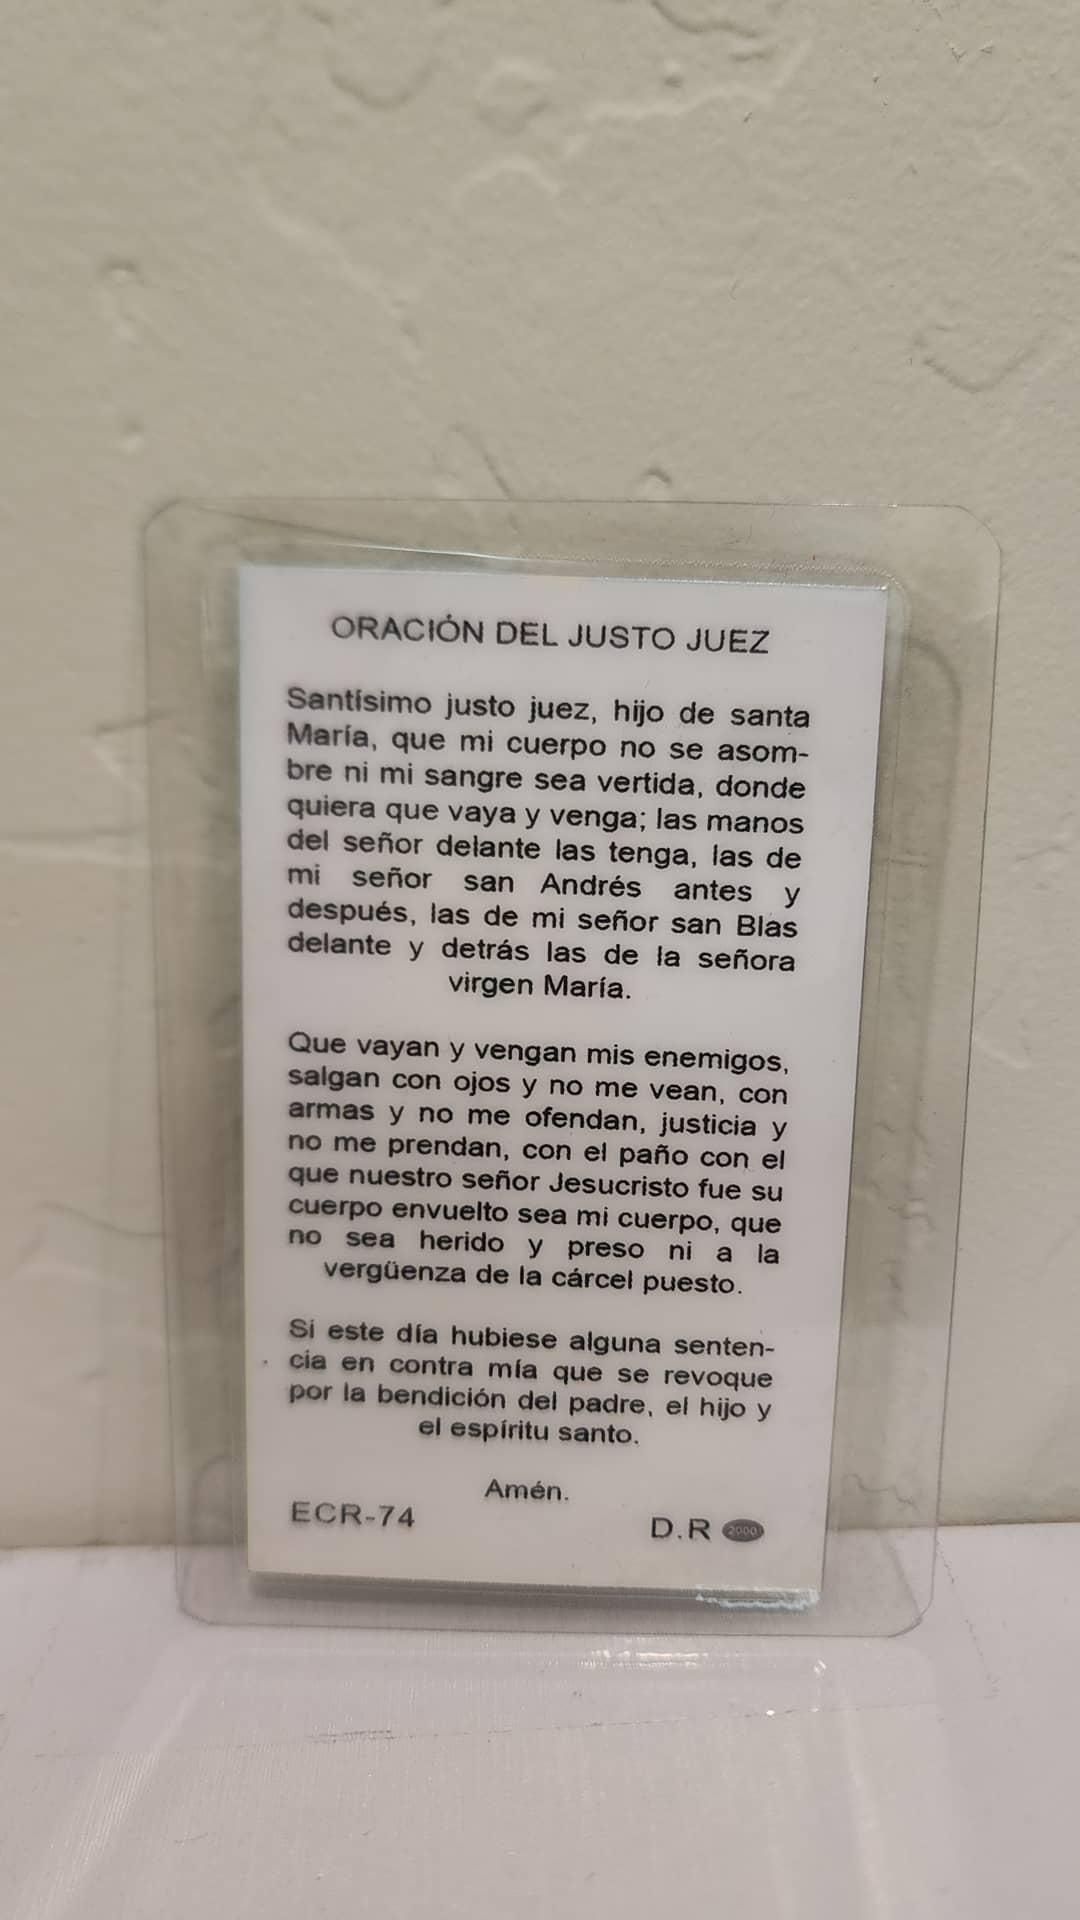 ORACIÓN DEL JUSTO JUEZ
Santísimo justo juez, hijo de santa
María, que mi cuerpo no se asom-
bre ni mi sangre sea vertida, donde
quiera que vaya y venga; las manos
del señor delante las tenga, las de
mi señor san Andrés antes y
después, las de mi señor san Blas
delante y detrás las de la señora
virgen María.
Que vayan y vengan mis enemigos,
salgan con ojos y no me vean, con
armas y no me ofendan, justicia y
no me prendan, con el paño con el
que nuestro señor Jesucristo fue su
cuerpo envuelto sea mi cuerpo, que
no sea herido y preso ni a la
vergüenza de la cárcel puesto.
Si este día hubiese alguna senten-
cia en contra mía que se revoque
por la bendición del padre, el hijo y
el espíritu santo.
Amén.
ECR-74
D.R 2000